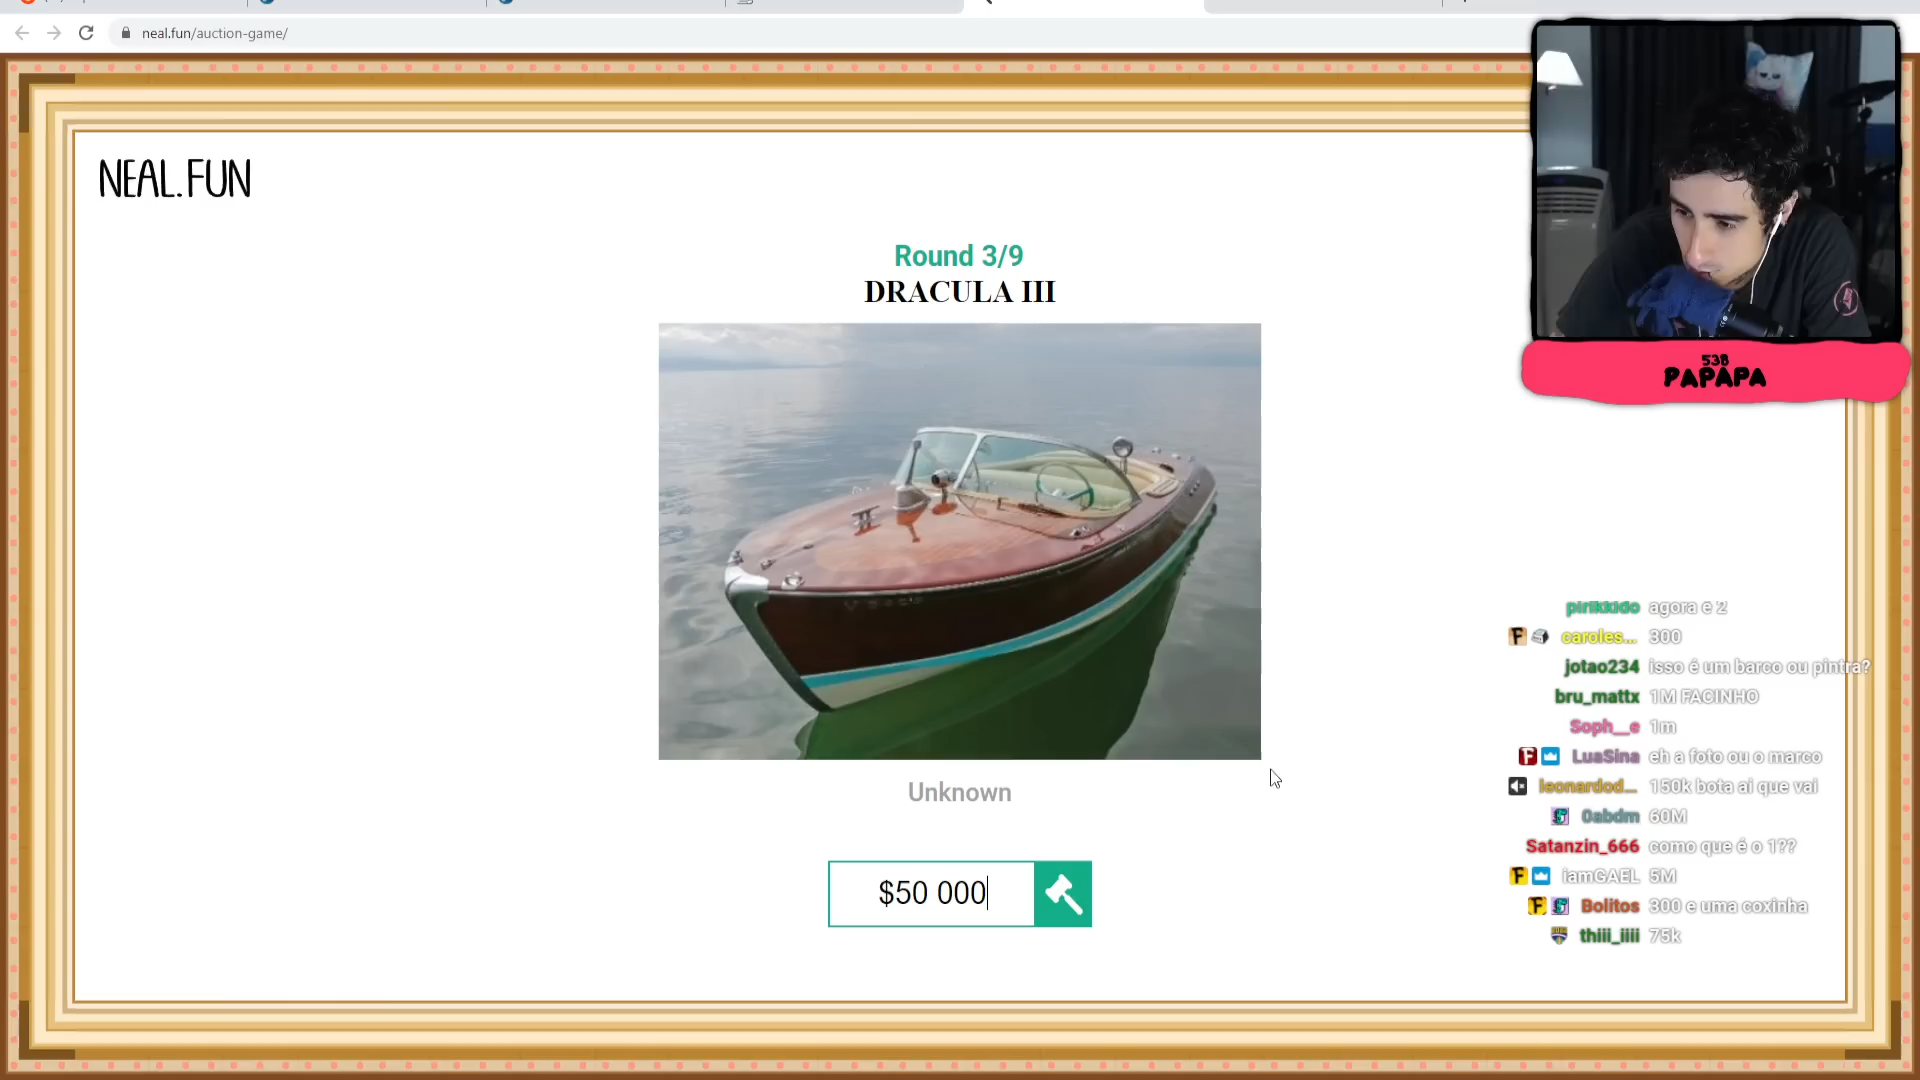 neal.fun/auction-game/
NEAL.FUN
Round 3/9
DRACULA III
Unknown
$50 000
538
PAPAPA
pirikkido agora e 2
caroles... 300
jotao234 isso é um barco ou pintra?
bru_mattx 1M FACINHO
Soph__e 1m
LuaSina eh a foto ou o marco
leonardod... 150k bota ai que vai
0abdm 60M
Satanzin_666 como que é o 1??
iamGAEL 5M
Bolitos 300 e uma coxinha
thiii_iiii 75k